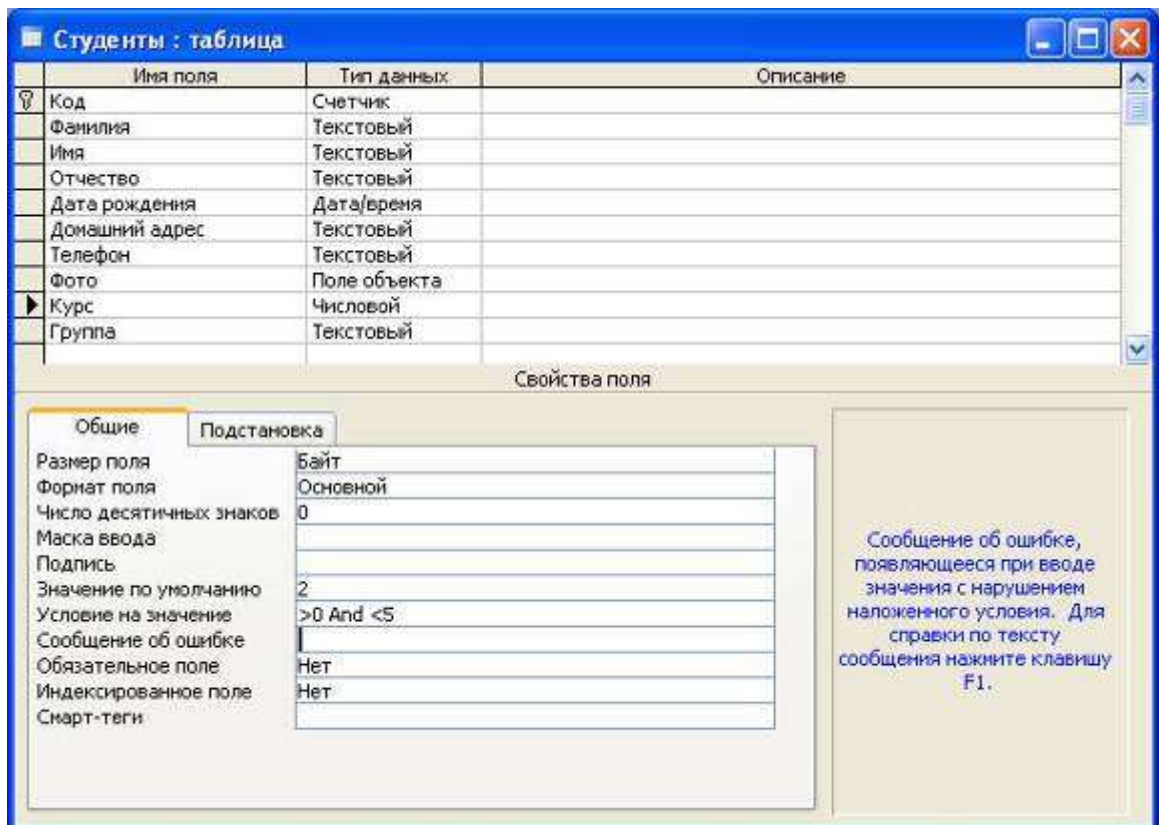 Студенты : таблица
Имя поля Тип данных Описание
Код Счетчик
Фамилия Текстовый
Имя Текстовый
Отчество Текстовый
Дата рождения Дата/время
Домашний адрес Текстовый
Телефон Текстовый
Фото Поле объекта
Курс Числовой
Группа Текстовый
Свойства поля
Общие Подстановка
Размер поля Байт
Формат поля Основной
Число десятичных знаков 0
Маска ввода
Подпись
Значение по умолчанию 2
Условие на значение >0 And <5
Сообщение об ошибке
Обязательное поле Нет
Индексированное поле Нет
Смарт-теги
Сообщение об ошибке,
появляющееся при вводе
значения с нарушением
наложенного условия. Для
справки по тексту
сообщения нажмите клавишу
F1.